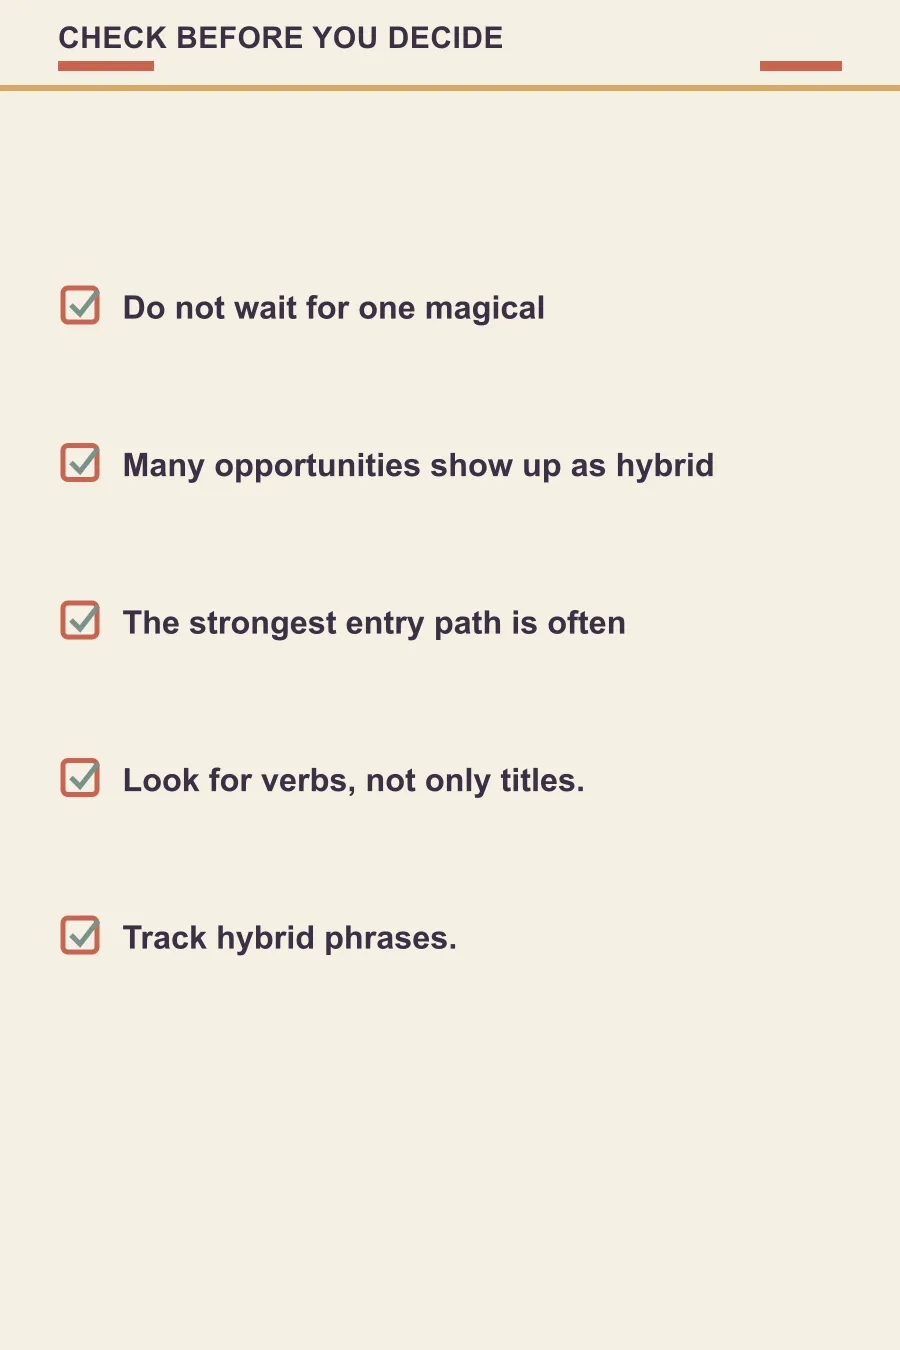 CHECK BEFORE YOU DECIDE
Do not wait for one magical
Many opportunities show up as hybrid
The strongest entry path is often
Look for verbs, not only titles.
Track hybrid phrases.